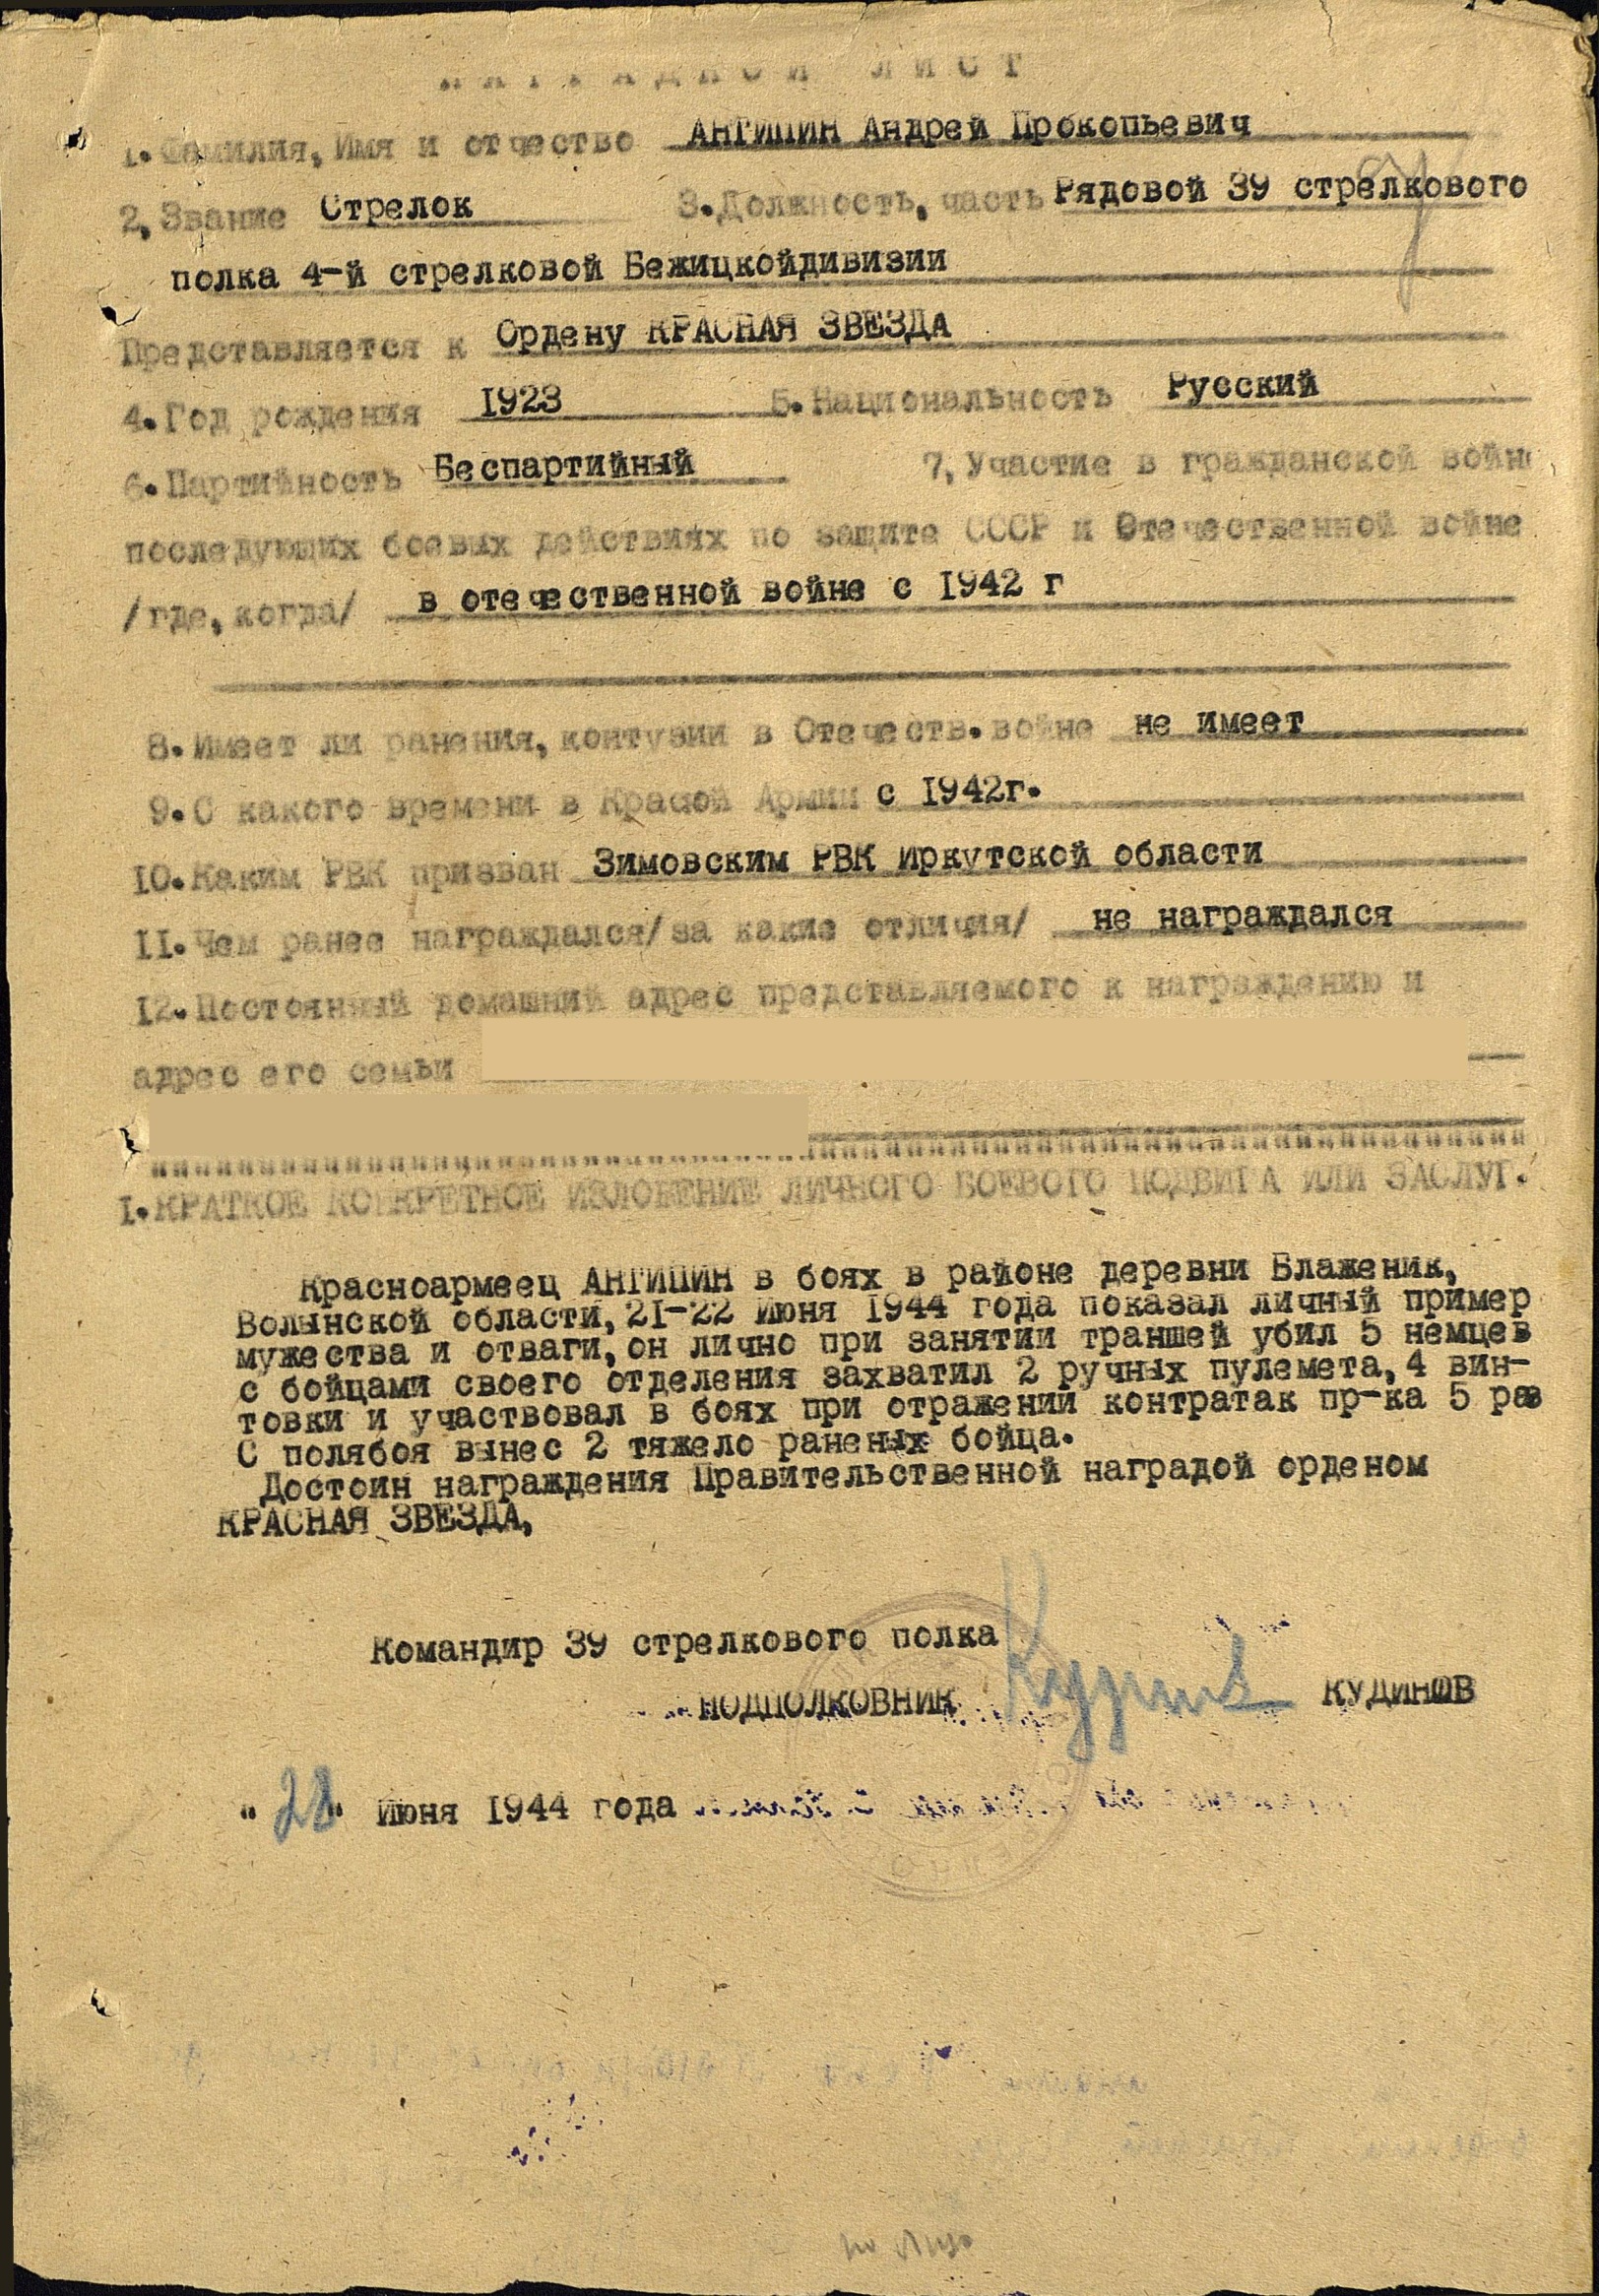 НАГРАДНОЙ ЛИСТ
1. Фамилия, Имя и отчество АНТИПИН Андрей Прокопьевич
2, Звание Стрелок 3. Должность, часть Рядовой 39 стрелкового
полка 4-й стрелковой Бежицкойдивизии
Представляется к Ордену КРАСНАЯ ЗВЕЗДА
4. Год рождения 1923 5. Национальность Русский
6. Партийность Беспартийный 7, Участие в гражданской войне,
последующих боевых действиях по защите СССР и Отечественной войне
/где, когда/ в отечественной войне с 1942 г
8. Имеет ли ранения, контузии в Отечеств. войне не имеет
9. С какого времени в Красой Армии с 1942г.
10. Каким РВК призван Зимовским РВК Иркутской области
11. Чем ранее награждался/за какие отличия/ не награждался
12. Постоянный домашний адрес представляемого к награждению и
адрес его семьи
I. КРАТКОЕ КОНКРЕТНОЕ ИЗЛОЖЕНИЕ ЛИЧНОГО БОЕВОГО ПОДВИГА ИЛИ ЗАСЛУГ.
Красноармеец АНТИПИН в боях в районе деревни Блаженик,
Волынской области, 21-22 Июня 1944 года показал личный пример
мужества и отваги, он лично при занятии траншей убил 5 немцев
с бойцами своего отделения захватил 2 ручных пулемета, 4 вин-
товки и участвовал в боях при отражении контратак пр-ка 5 раз
С полябоя вынес 2 тяжело раненых бойца.
Достоин награждения Правительственной наградой орденом
КРАСНАЯ ЗВЕЗДА,
Командир 39 стрелкового полка
ПОДПОЛКОВНИК КУДИНОВ
"28" Июня 1944 года